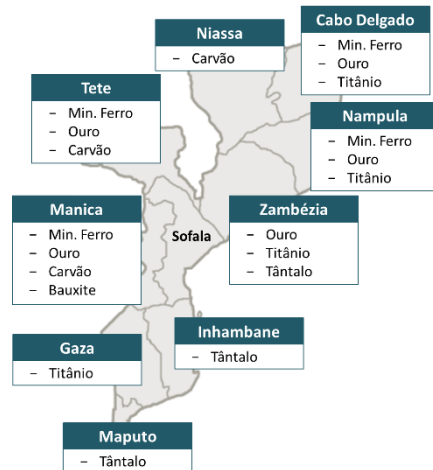 Niassa
– Carvão
Cabo Delgado
– Min. Ferro
– Ouro
– Titânio
Tete
– Min. Ferro
– Ouro
– Carvão
Nampula
– Min. Ferro
– Ouro
– Titânio
Manica
– Min. Ferro
– Ouro
– Carvão
– Bauxite
Sofala
Zambézia
– Ouro
– Titânio
– Tântalo
Inhambane
– Tântalo
Gaza
– Titânio
Maputo
– Tântalo